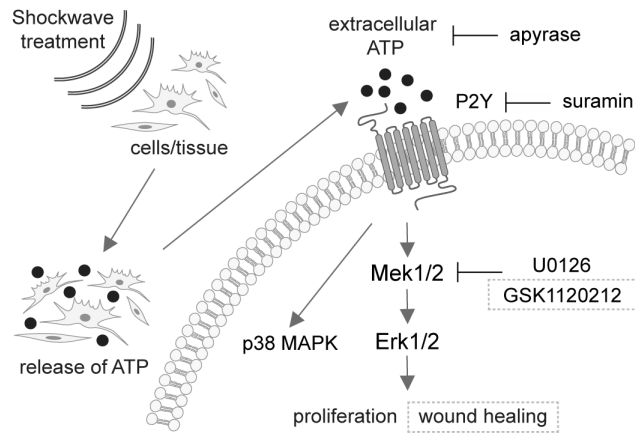 Shockwave
treatment
cells/tissue
release of ATP
extracellular
ATP
apyrase
P2Y
suramin
Mek1/2
U0126
GSK1120212
p38 MAPK
Erk1/2
proliferation
wound healing